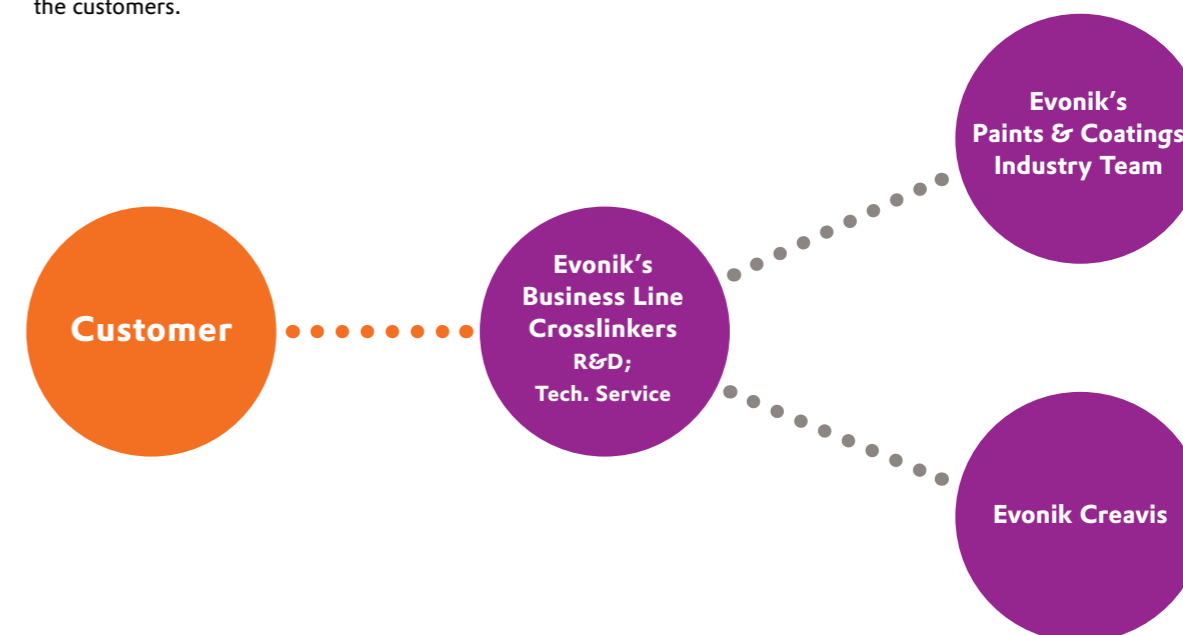 the customers.
Evonik’s
Paints & Coatings
Industry Team
Customer
Evonik’s
Business Line
Crosslinkers
R&D;
Tech. Service
Evonik Creavis